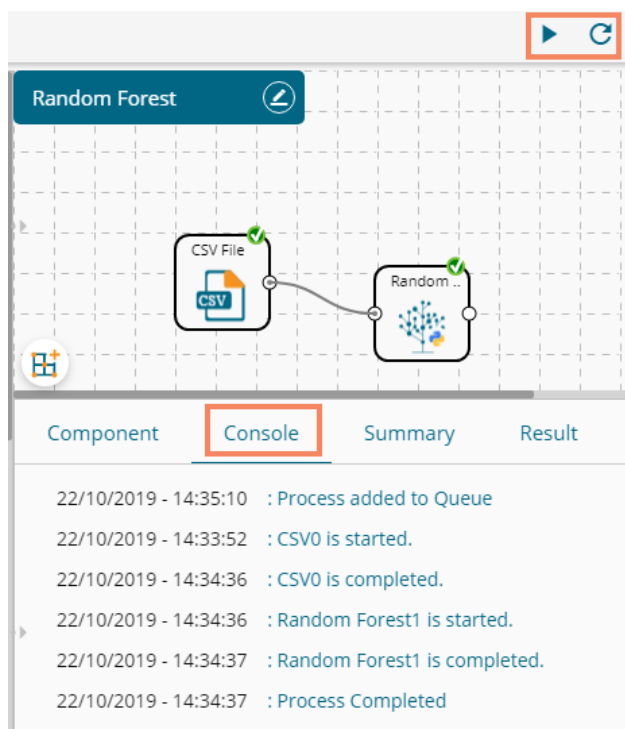 Random Forest
CSV File
CSV
Random ..
Component Console Summary Result
22/10/2019 - 14:35:10 : Process added to Queue
22/10/2019 - 14:33:52 : CSV0 is started.
22/10/2019 - 14:34:36 : CSV0 is completed.
22/10/2019 - 14:34:36 : Random Forest1 is started.
22/10/2019 - 14:34:37 : Random Forest1 is completed.
22/10/2019 - 14:34:37 : Process Completed